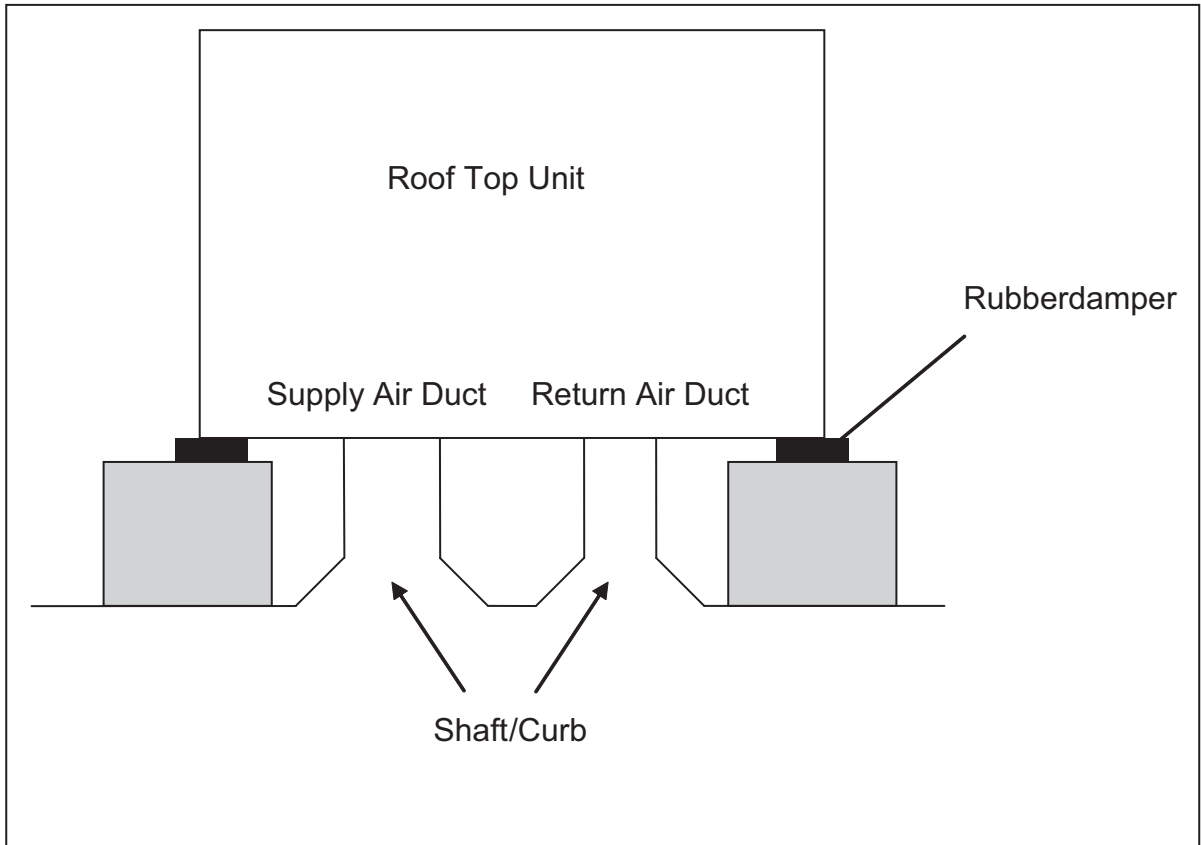 Roof Top Unit
Rubberdamper
Supply Air Duct
Return Air Duct
Shaft/Curb